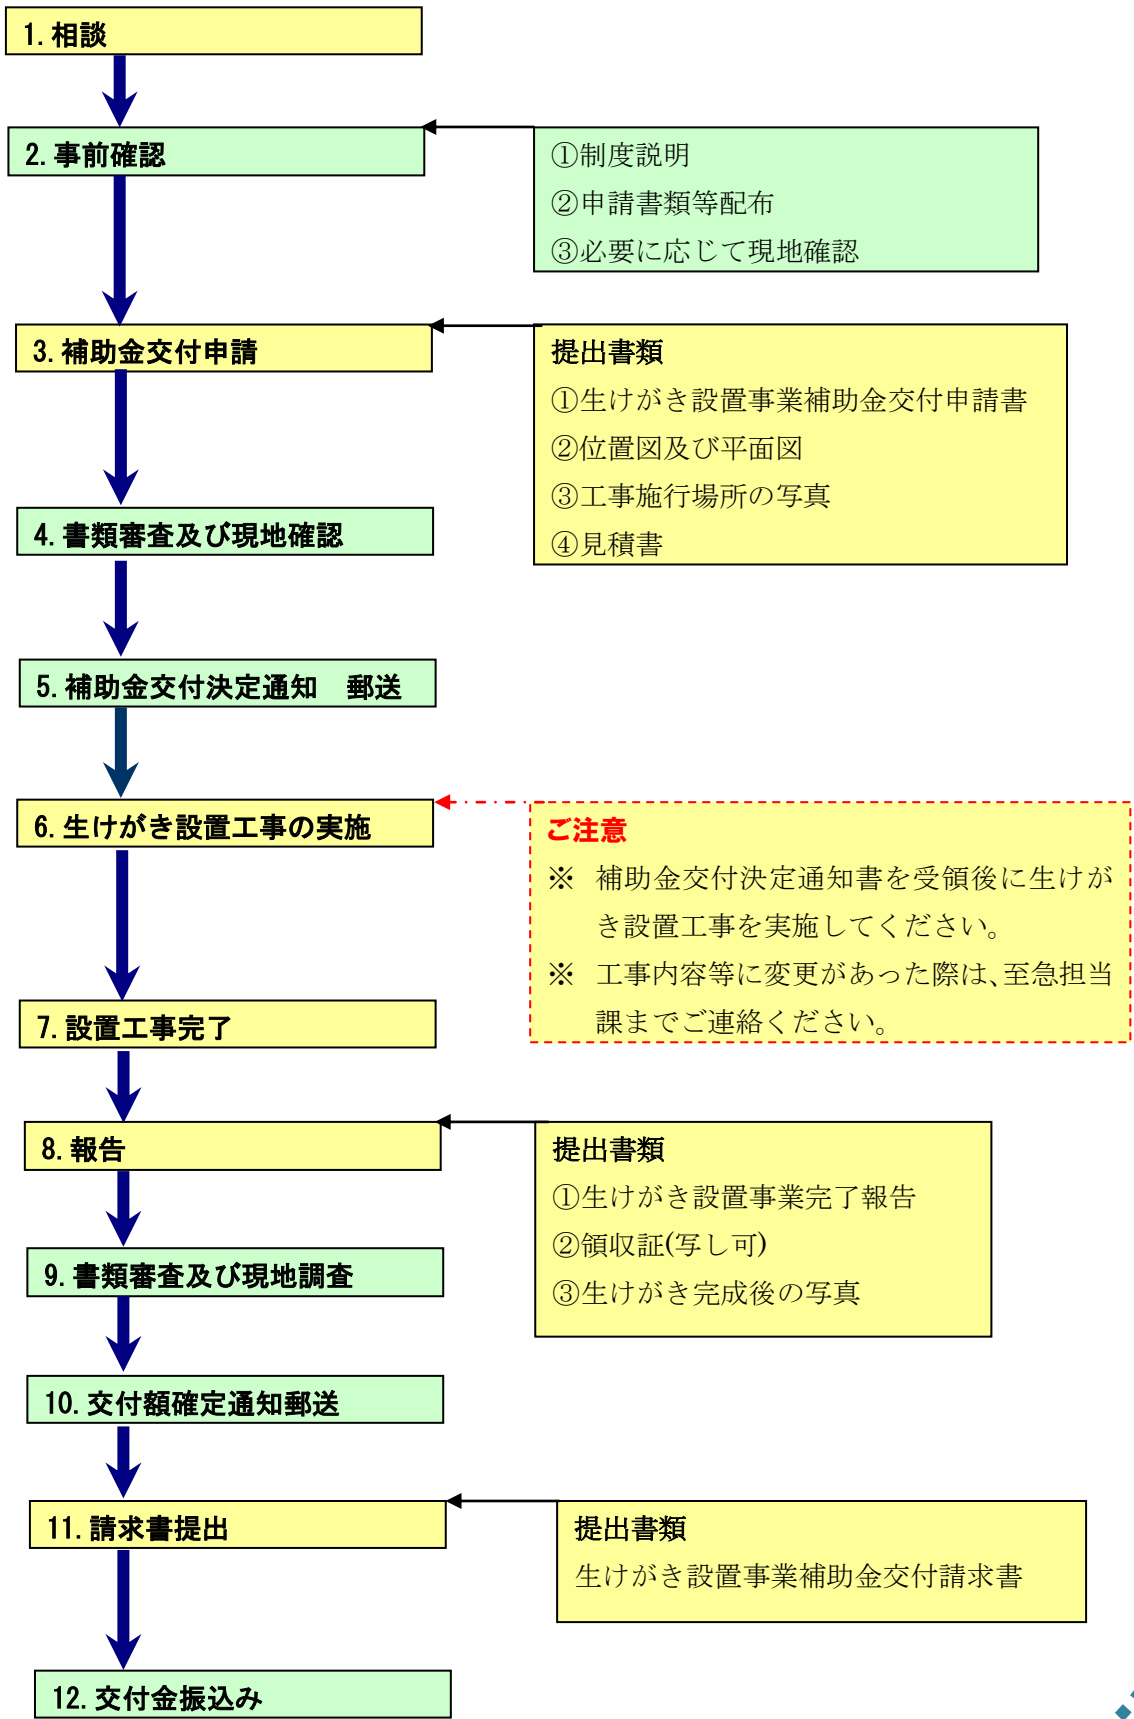 1. 相談
2. 事前確認
①制度説明
②申請書類等配布
③必要に応じて現地確認
3. 補助金交付申請
提出書類
①生けがき設置事業補助金交付申請書
②位置図及び平面図
③工事施行場所の写真
④見積書
4. 書類審査及び現地確認
5. 補助金交付決定通知　郵送
6. 生けがき設置工事の実施
ご注意
※　補助金交付決定通知書を受領後に生けが
き設置工事を実施してください。
※　工事内容等に変更があった際は、至急担当
課までご連絡ください。
7. 設置工事完了
8. 報告
提出書類
①生けがき設置事業完了報告
②領収証(写し可)
③生けがき完成後の写真
9. 書類審査及び現地調査
10. 交付額確定通知郵送
11. 請求書提出
提出書類
生けがき設置事業補助金交付請求書
12. 交付金振込み